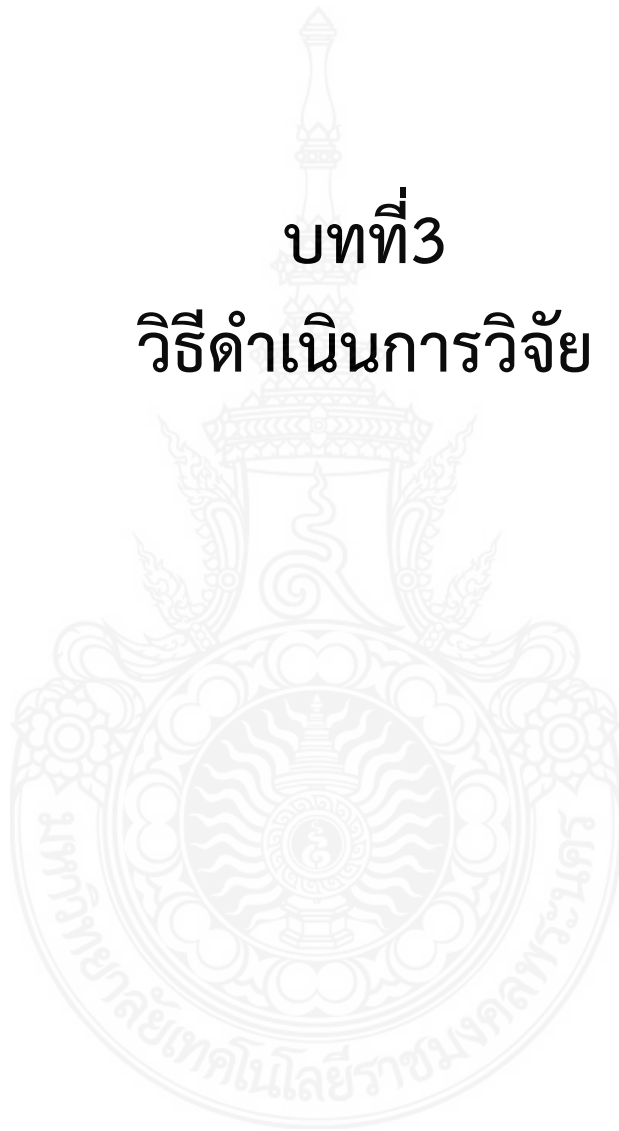 บทที่3
วิธีดำเนินการวิจัย
มหาวิทยาลัยเทคโนโลยีราชมงคลพระนคร